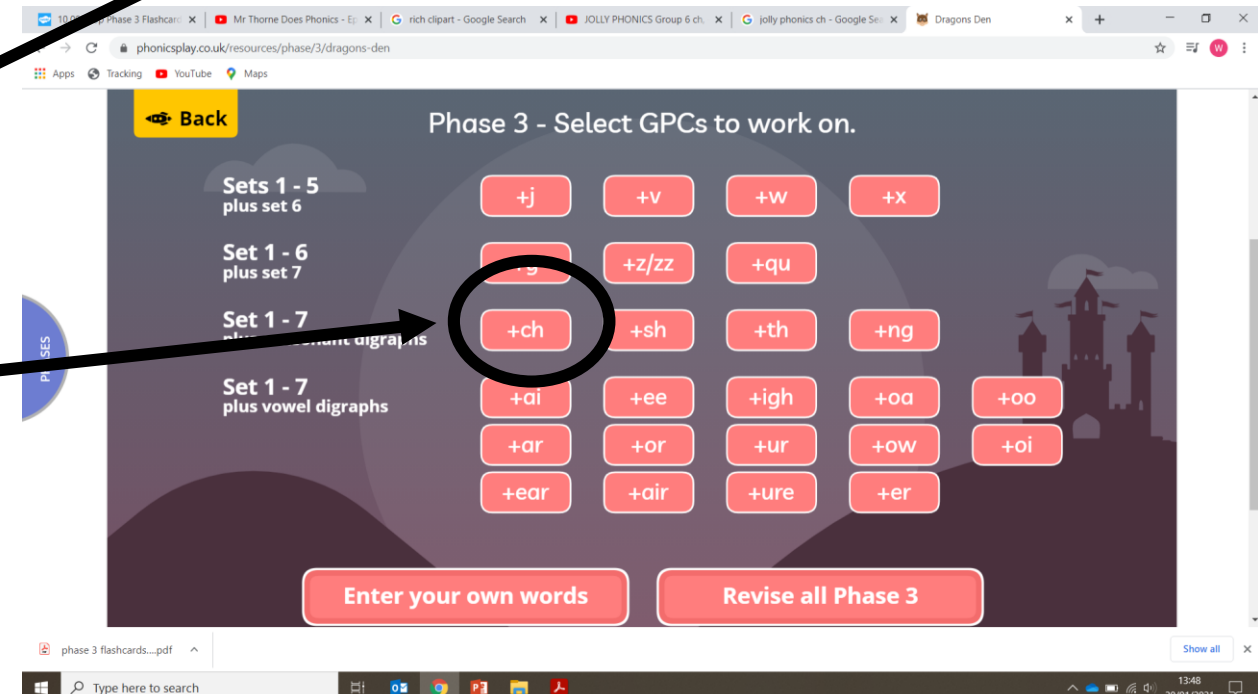 Phase 3 Flashcard
Mr Thorne Does Phonics - Ep
rich clipart - Google Search
JOLLY PHONICS Group 6 ch,
jolly phonics ch - Google Sea
Dragons Den
phonicsplay.co.uk/resources/phase/3/dragons-den
W
Apps
Tracking
YouTube
Maps
Back
Phase 3 - Select GPCs to work on.
Sets 1 - 5
plus set 6
+j +v +w +x
Set 1 - 6
plus set 7
+z/zz +qu
Set 1 - 7
digraphs
+ch +sh +th +ng
Set 1 - 7
plus vowel digraphs
+ai +ee +igh +oa +oo
+ar +or +ur +ow +oi
+ear +air +ure +er
Enter your own words
Revise all Phase 3
phase 3 flashcards....pdf
Show all
Type here to search
13:48